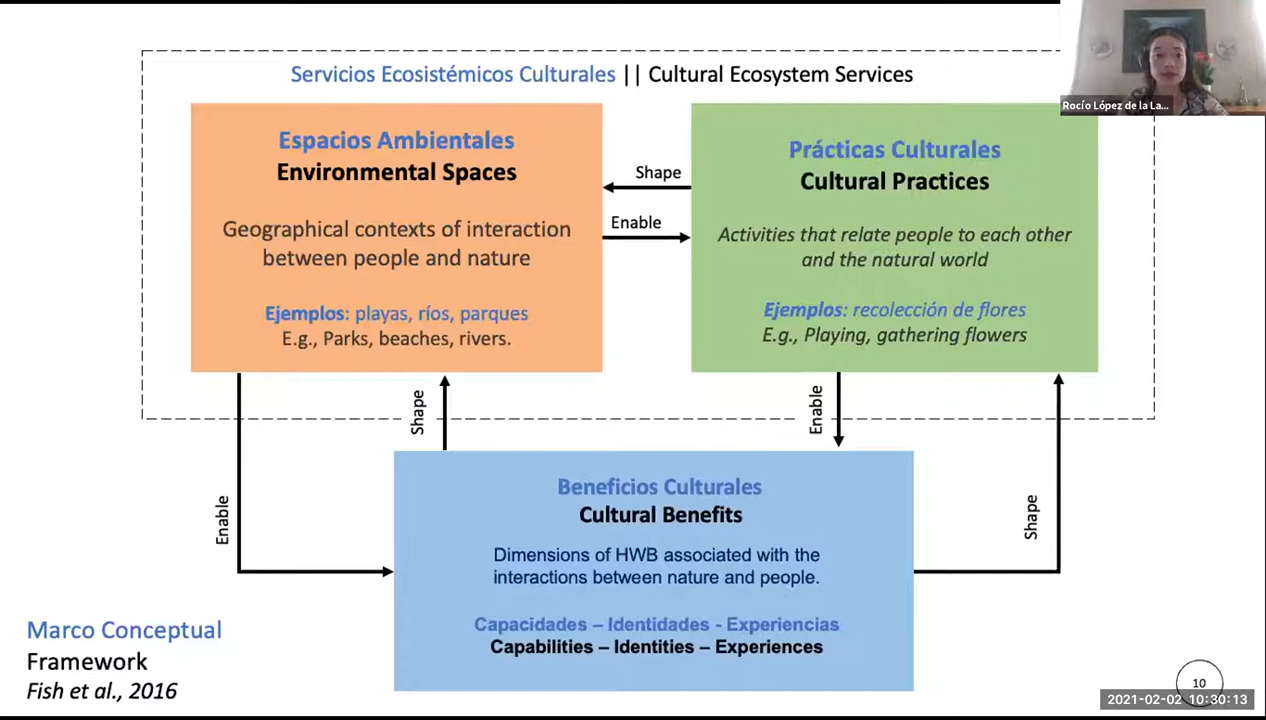 Servicios Ecosistémicos Culturales || Cultural Ecosystem Services
Rocío López de la La...
Espacios Ambientales
Environmental Spaces
Geographical contexts of interaction
between people and nature
Ejemplos: playas, ríos, parques
E.g., Parks, beaches, rivers.
Shape
Enable
Prácticas Culturales
Cultural Practices
Activities that relate people to each other
and the natural world
Ejemplos: recolección de flores
E.g., Playing, gathering flowers
Enable
Shape
Enable
Shape
Beneficios Culturales
Cultural Benefits
Dimensions of HWB associated with the
interactions between nature and people.
Capacidades – Identidades - Experiencias
Capabilities – Identities – Experiences
Marco Conceptual
Framework
Fish et al., 2016
10
2021-02-02 10:30:13